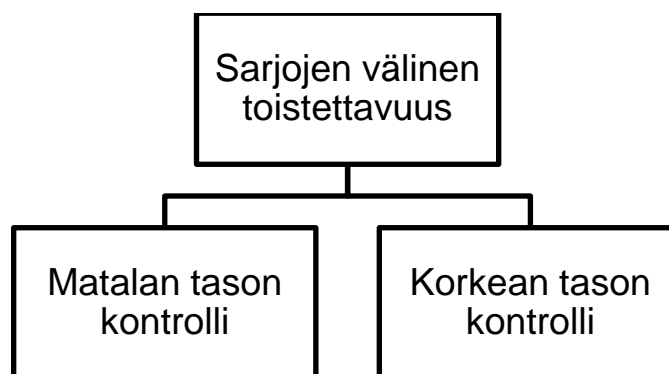 Sarjojen välinen
toistettavuus
Matalan tason
kontrolli
Korkean tason
kontrolli